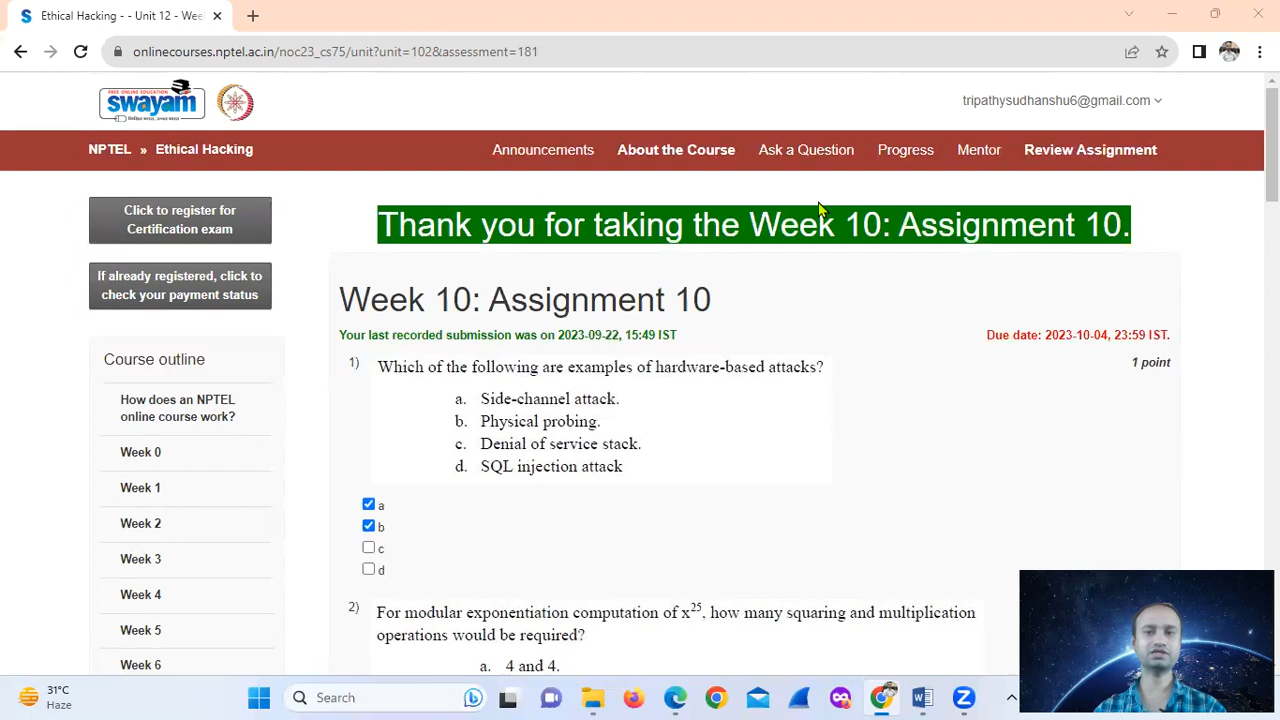 Ethical Hacking - - Unit 12 - Wee
onlinecourses.nptel.ac.in/noc23_cs75/unit?unit=102&assessment=181
FREE ONLINE EDUCATION
swayam
tripathysudhanshu6@gmail.com
NPTEL » Ethical Hacking
Announcements About the Course Ask a Question Progress Mentor Review Assignment
Click to register for
Certification exam
If already registered, click to
check your payment status
Thank you for taking the Week 10: Assignment 10.
Week 10: Assignment 10
Your last recorded submission was on 2023-09-22, 15:49 IST
Due date: 2023-10-04, 23:59 IST.
Course outline
How does an NPTEL
online course work?
Week 0
Week 1
Week 2
Week 3
Week 4
Week 5
Week 6
1) Which of the following are examples of hardware-based attacks? 1 point
a. Side-channel attack.
b. Physical probing.
c. Denial of service stack.
d. SQL injection attack
a
b
c
d
2) For modular exponentiation computation of x²⁵, how many squaring and multiplication
operations would be required?
a. 4 and 4.
31°C
Haze
Search